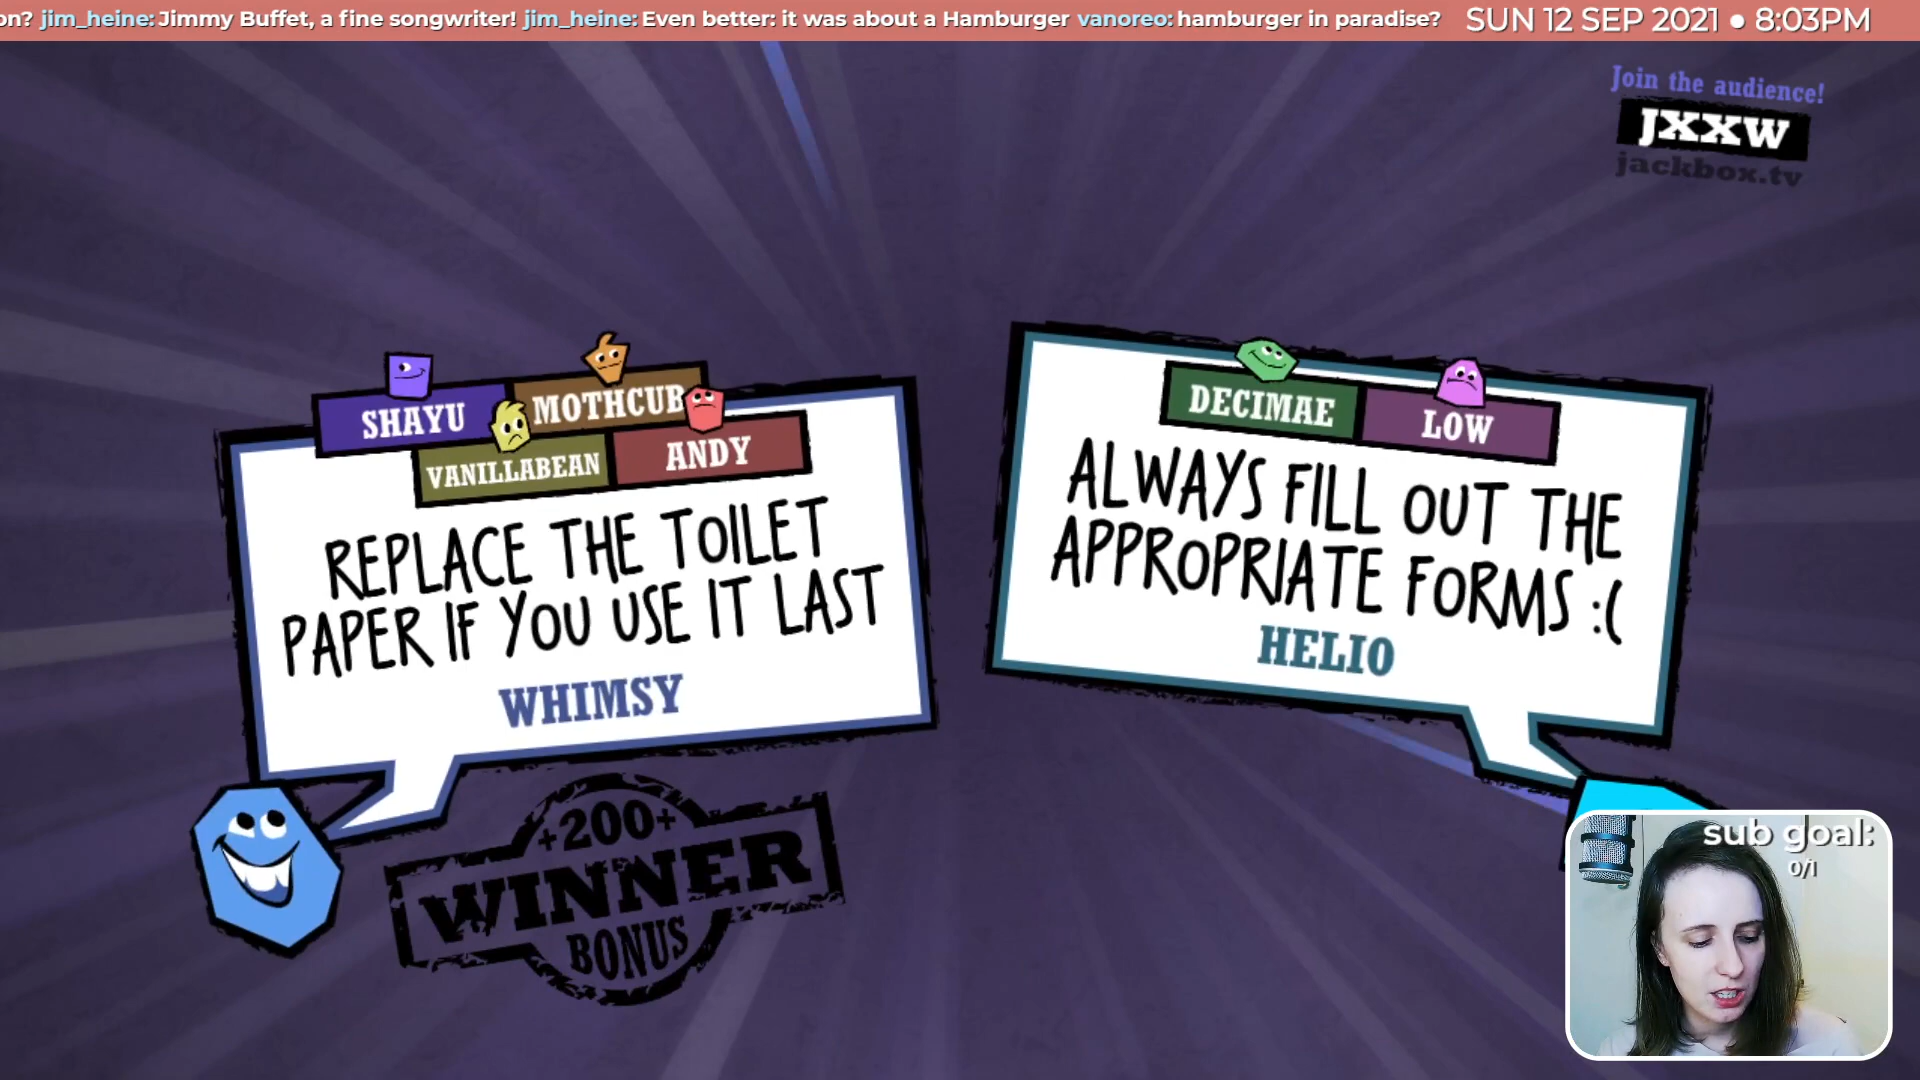 on? jim_heine: Jimmy Buffet, a fine songwriter! jim_heine: Even better: it was about a Hamburger vanoreo: hamburger in paradise?
SUN 12 SEP 2021 ● 8:03PM
Join the audience!
JXXW
jackbox.tv
SHAYU
MOTHCUB
VANILLABEAN
ANDY
REPLACE THE TOILET
PAPER IF YOU USE IT LAST
WHIMSY
+200+
WINNER
BONUS
DECIMAE
LOW
ALWAYS FILL OUT THE
APPROPRIATE FORMS :(
HELIO
sub goal:
0/1